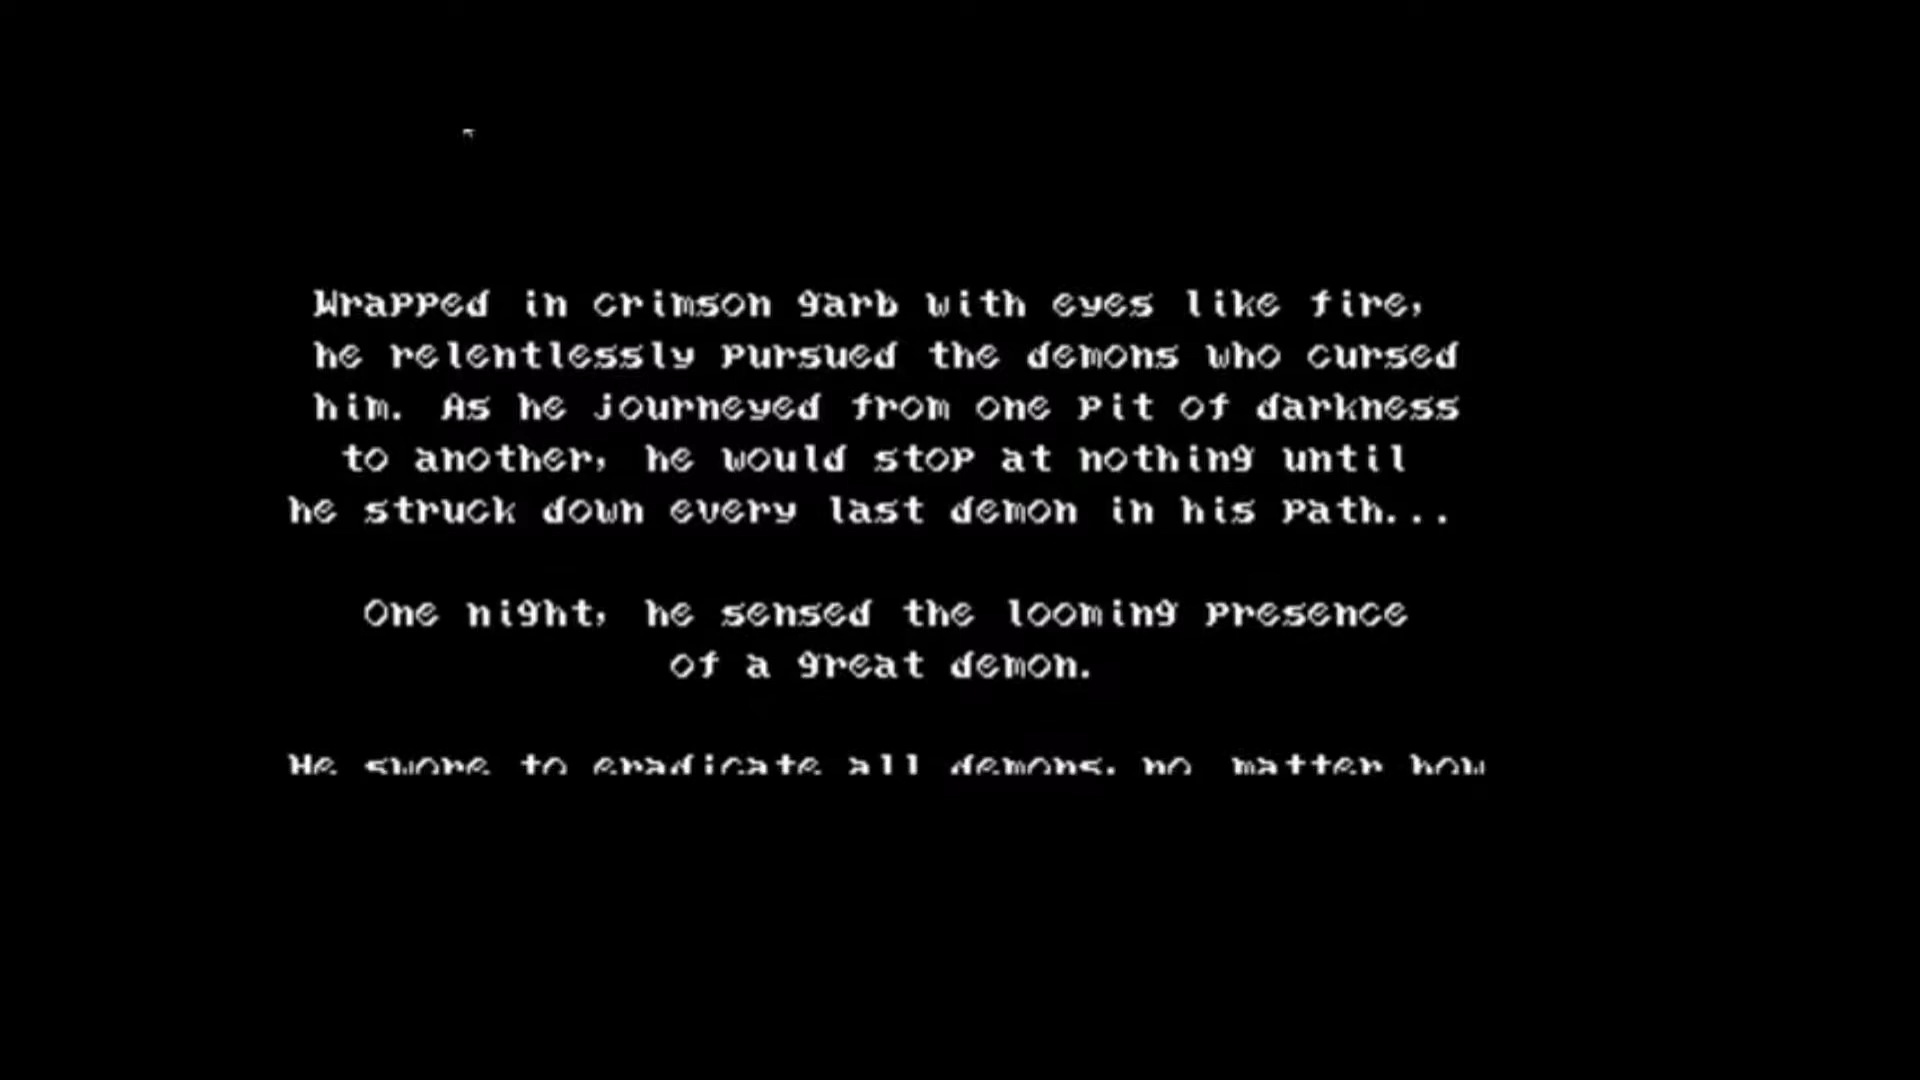 Wrapped in crimson garb with eyes like fire,
he relentlessly pursued the demons who cursed
him. As he journeyed from one pit of darkness
to another, he would stop at nothing until
he struck down every last demon in his path...
One night, he sensed the looming presence
of a great demon.
He swore to eradicate all demons, no matter how